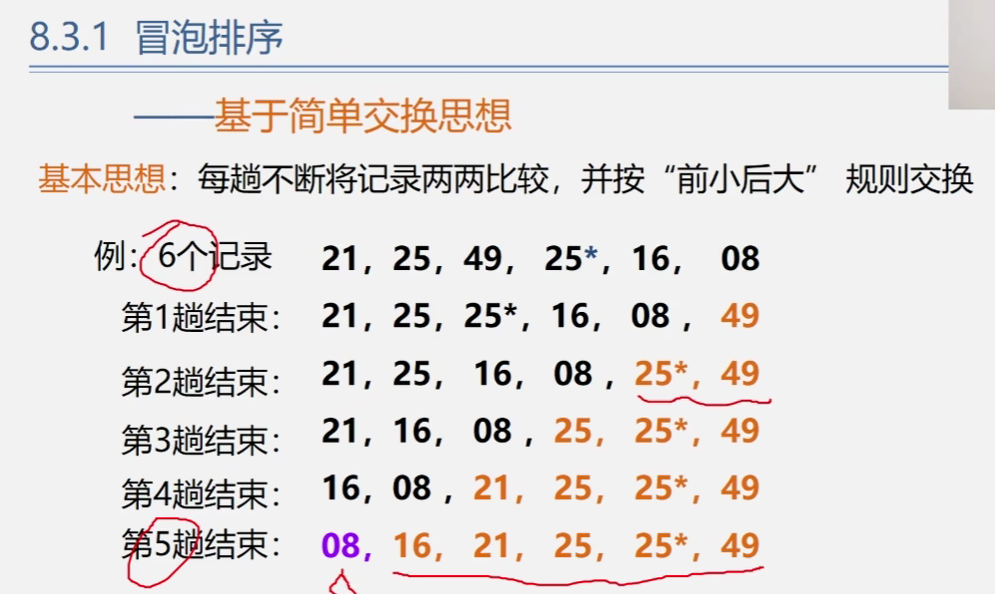 8.3.1 冒泡排序
——基于简单交换思想
基本思想：每趟不断将记录两两比较，并按“前小后大” 规则交换
例：6个记录 21，25，49， 25*，16， 08
第1趟结束： 21，25，25*，16， 08 ， 49
第2趟结束： 21，25， 16， 08 ，25*，49
第3趟结束： 21，16， 08 ，25， 25*，49
第4趟结束： 16，08 ，21， 25， 25*，49
第5趟结束： 08，16， 21， 25， 25*，49